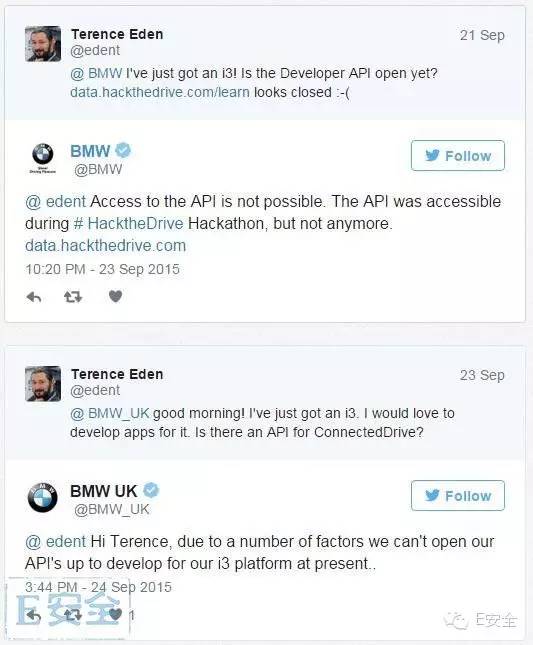 Terence Eden
21 Sep
@edent
@ BMW I've just got an i3! Is the Developer API open yet?
data.hackthedrive.com/learn looks closed :-(
BMW
Follow
@BMW
@ edent Access to the API is not possible. The API was accessible
during # HacktheDrive Hackathon, but not anymore.
data.hackthedrive.com
10:20 PM - 23 Sep 2015
Terence Eden
23 Sep
@edent
@ BMW_UK good morning! I've just got an i3. I would love to
develop apps for it. Is there an API for ConnectedDrive?
BMW UK
Follow
@BMW_UK
@ edent Hi Terence, due to a number of factors we can't open our
API's up to develop for our i3 platform at present..
3:44 PM - 24 Sep 2015
E安全
1
E安全